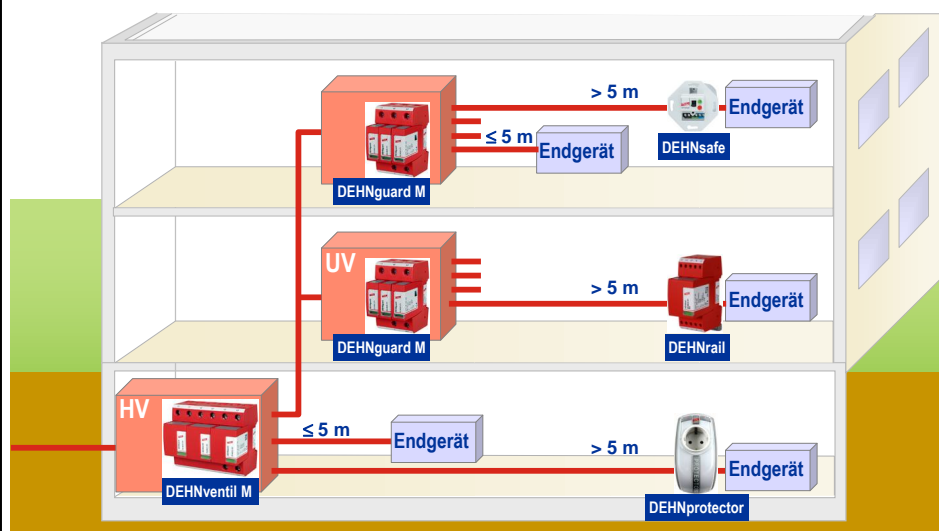 > 5 m
Endgerät
DEHNsafe
≤ 5 m
Endgerät
DEHNguard M
UV
> 5 m
Endgerät
DEHNguard M
DEHNrail
HV
≤ 5 m
Endgerät
> 5 m
Endgerät
DEHNventil M
DEHNprotector